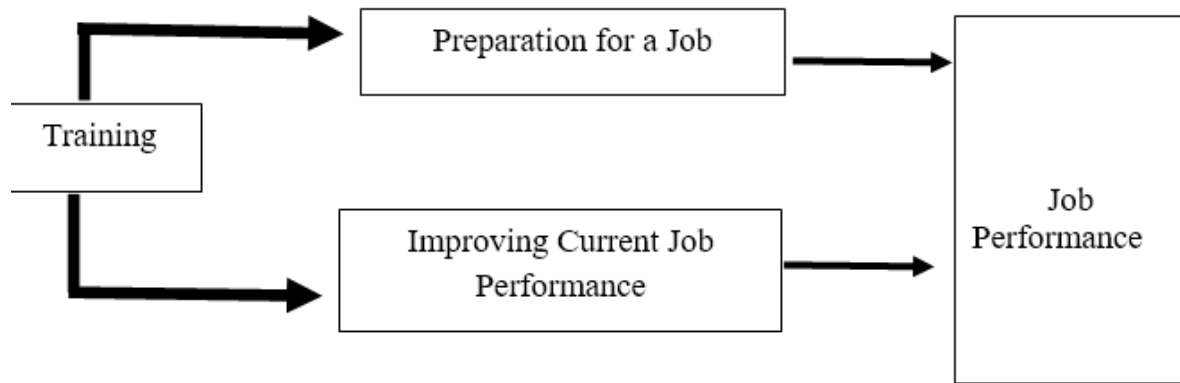 Preparation for a Job
Training
Improving Current Job
Performance
Job
Performance